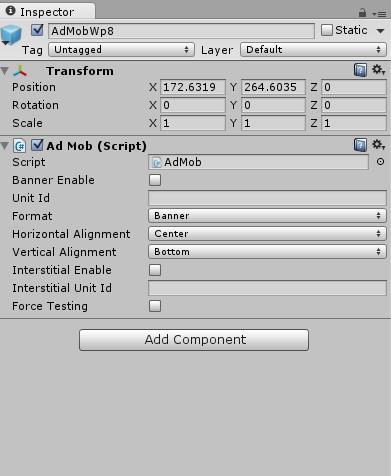 Inspector
AdMobWp8 Static
Tag Untagged Layer Default
Transform
Position X 172.6319 Y 264.6035 Z 0
Rotation X 0 Y 0 Z 0
Scale X 1 Y 1 Z 1
Ad Mob (Script)
Script AdMob
Banner Enable
Unit Id
Format Banner
Horizontal Alignment Center
Vertical Alignment Bottom
Interstitial Enable
Interstitial Unit Id
Force Testing
Add Component